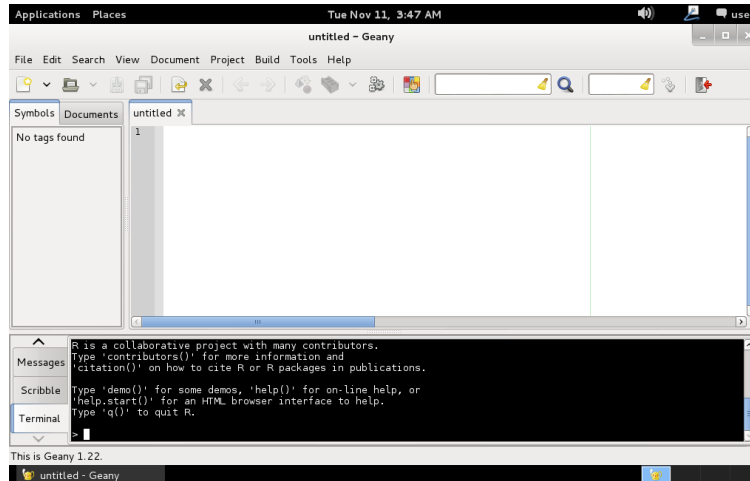 Applications Places Tue Nov 11, 3:47 AM use
untitled - Geany
File Edit Search View Document Project Build Tools Help
Symbols Documents untitled
No tags found
1
Messages
Scribble
Terminal
R is a collaborative project with many contributors.
Type 'contributors()' for more information and
'citation()' on how to cite R or R packages in publications.
Type 'demo()' for some demos, 'help()' for on-line help, or
'help.start()' for an HTML browser interface to help.
Type 'q()' to quit R.
>
This is Geany 1.22.
untitled - Geany